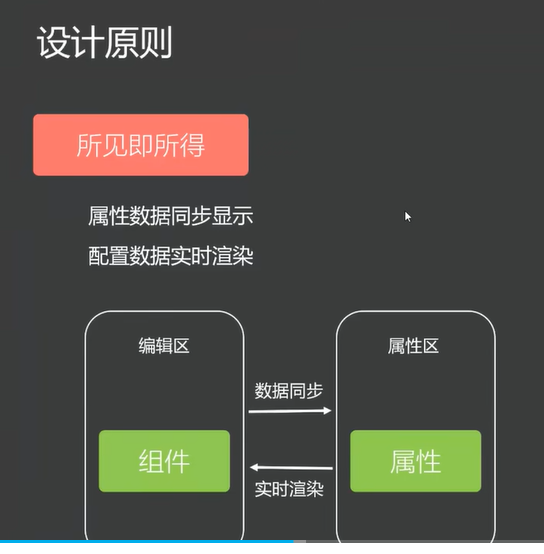 设计原则
所见即所得
属性数据同步显示
配置数据实时渲染
编辑区
属性区
数据同步
组件
属性
实时渲染